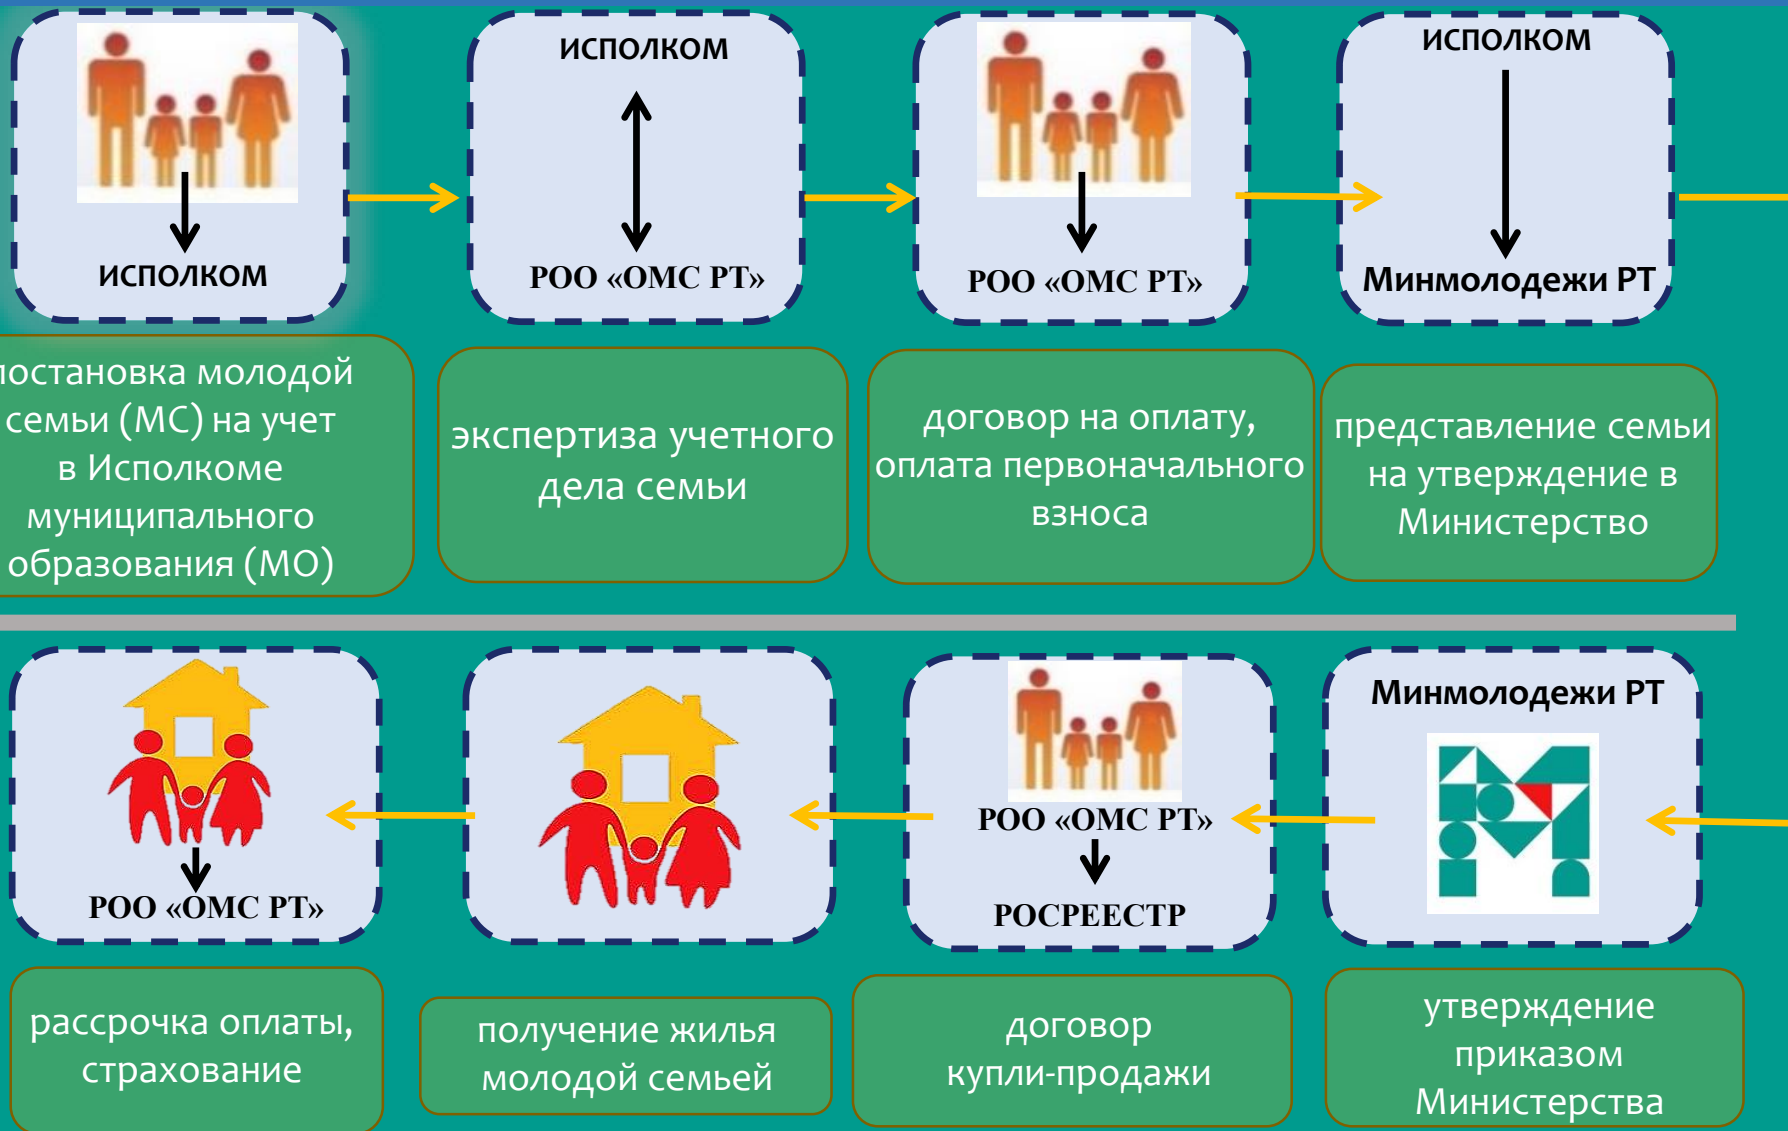 ИСПОЛКОМ
постановка молодой
семьи (МС) на учет
в Исполкоме
муниципального
образования (МО)
ИСПОЛКОМ
РОО «ОМС РТ»
экспертиза учетного
дела семьи
РОО «ОМС РТ»
договор на оплату,
оплата первоначального
взноса
ИСПОЛКОМ
Минмолодежи РТ
представление семьи
на утверждение в
Министерство
Минмолодежи РТ
утверждение
приказом
Министерства
РОО «ОМС РТ»
РОСРЕЕСТР
договор
купли-продажи
получение жилья
молодой семьей
РОО «ОМС РТ»
рассрочка оплаты,
страхование